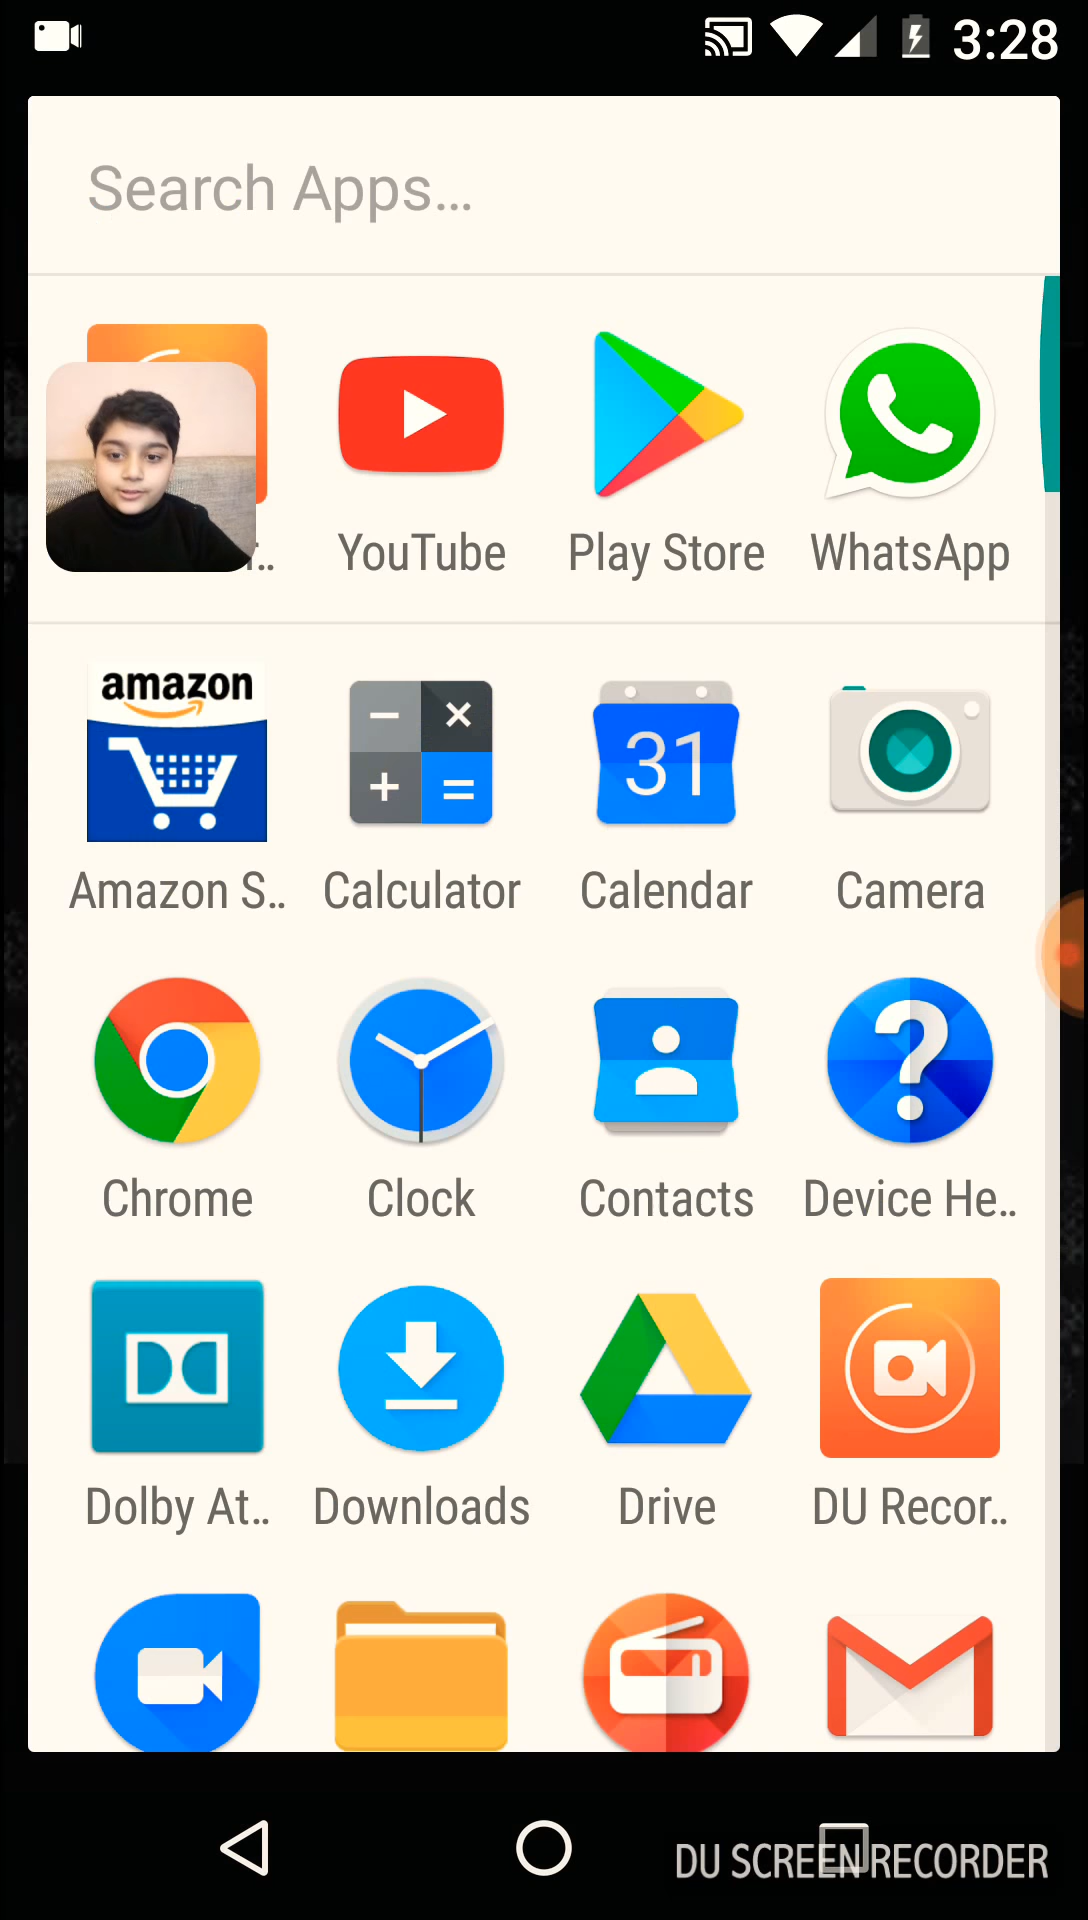 3:28
Search Apps...
YouTube Play Store WhatsApp
amazon
31
Amazon S.. Calculator Calendar Camera
Chrome Clock Contacts Device He..
Dolby At.. Downloads Drive DU Recor..
DU SCREEN RECORDER